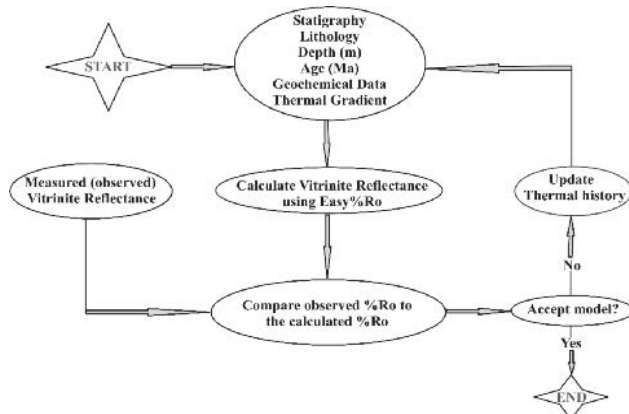 START
Statigraphy
Lithology
Depth (m)
Age (Ma)
Geochemical Data
Thermal Gradient
Measured (observed)
Vitrinite Reflectance
Calculate Vitrinite Reflectance
using Easy%Ro
Update
Thermal history
No
Compare observed %Ro to
the calculated %Ro
Accept model?
Yes
END